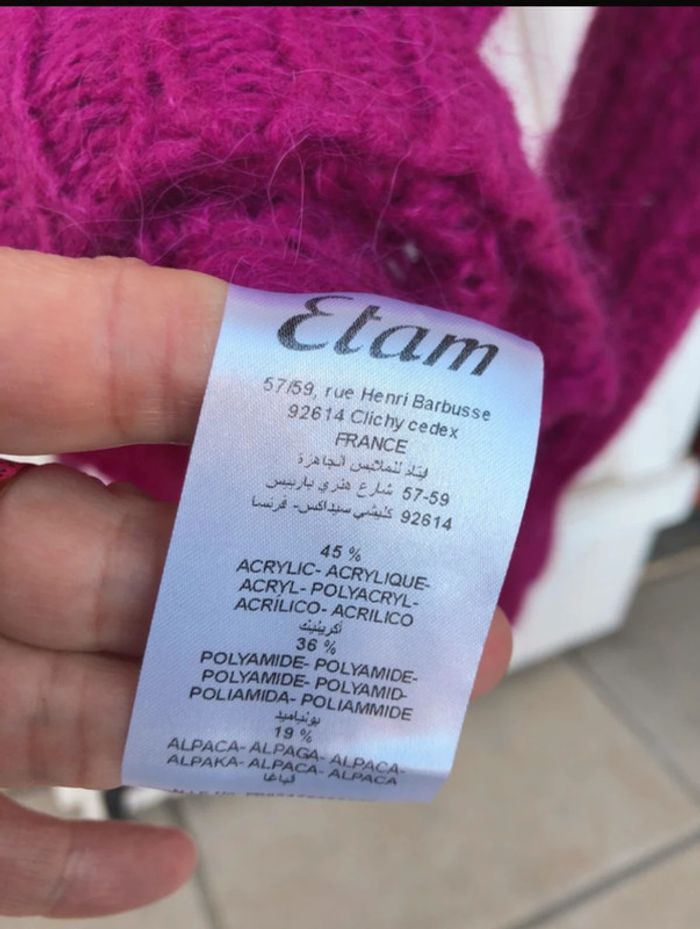 Etam
57/59, rue Henri Barbusse
92614 Clichy cedex
FRANCE
ايتام للملابس الجاهزة
57-59 شارع هنري باربيس
92614 كليشي سيداكس- فرنسا
45 %
ACRYLIC- ACRYLIQUE-
ACRYL- POLYACRYL-
ACRÍLICO- ACRILICO
أكريليك
36 %
POLYAMIDE- POLYAMIDE-
POLYAMIDE- POLYAMID-
POLIAMIDA- POLIAMMIDE
بوليأميد
19 %
ALPACA- ALPAGA- ALPACA-
ALPAKA- ALPACA- ALPACA
ألباغا